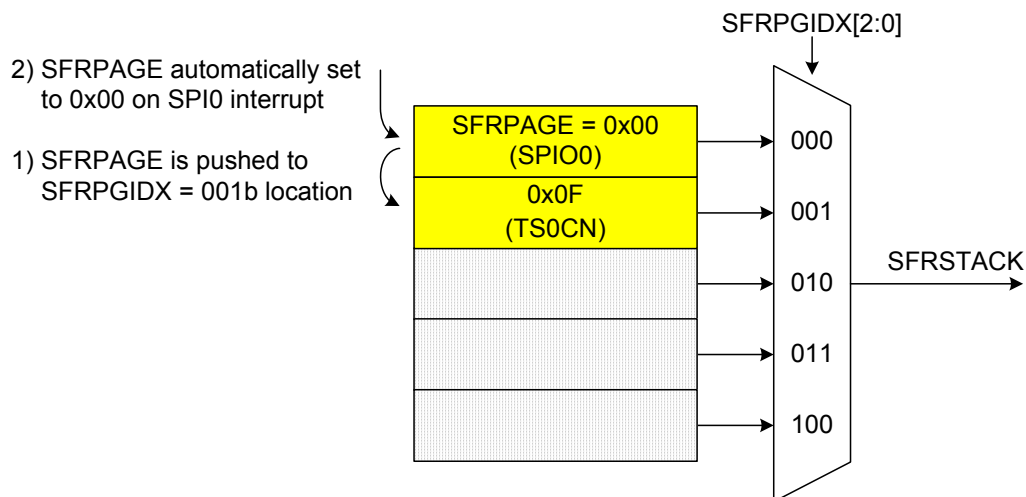 SFRPGIDX[2:0]
2) SFRPAGE automatically set
to 0x00 on SPI0 interrupt
1) SFRPAGE is pushed to
SFRPGIDX = 001b location
SFRPAGE = 0x00
(SPIO0)
0x0F
(TS0CN)
000
001
010
011
100
SFRSTACK